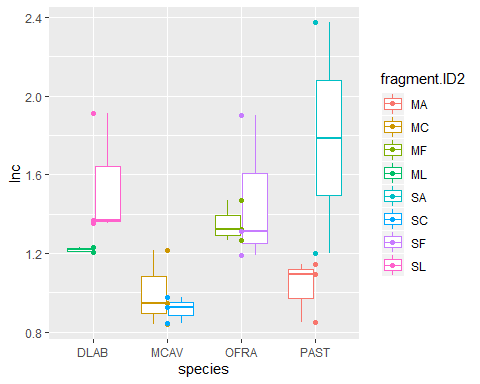 2.4
2.0
1.6
1.2
0.8
lnc
DLAB
MCAV
OFRA
PAST
species
fragment.ID2
MA
MC
MF
ML
SA
SC
SF
SL